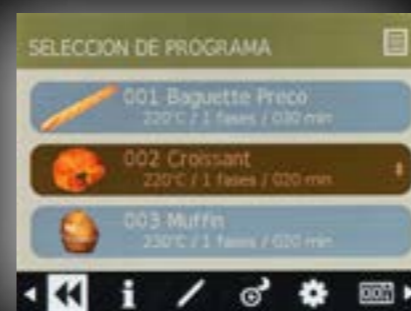 SELECCION DE PROGRAMA
001 Baguette Preco
220°C / 1 fases / 030 min
002 Croissant
220°C / 1 fases / 020 min
003 Muffin
230°C / 1 fases / 020 min